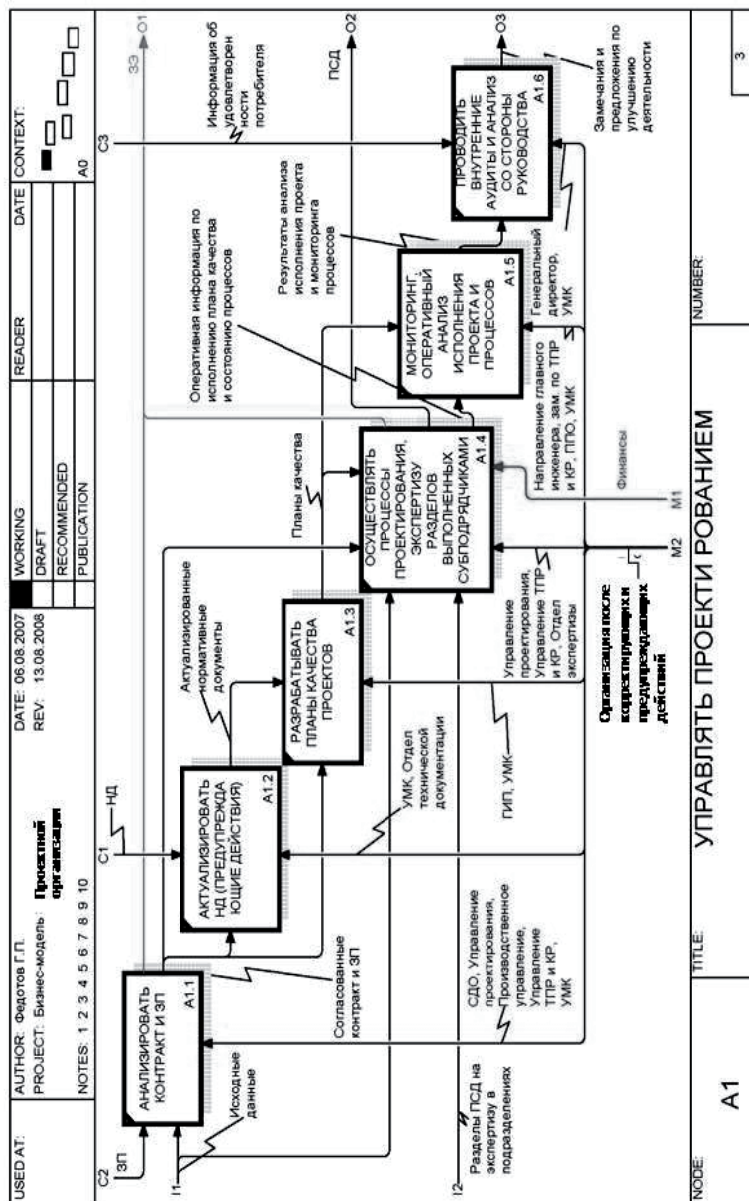 USED AT:
AUTHOR: Федотов Г.П.
PROJECT: Бизнес-модель: Проектной
организации
NOTES: 1 2 3 4 5 6 7 8 9 10
DATE: 06.08.2007
REV: 13.08.2008
WORKING
DRAFT
RECOMMENDED
PUBLICATION
READER
DATE
CONTEXT:
A0
C2
ЗП
C1
НД
C3
Информация об
удовлетворен
ности
потребителя
I1
Исходные
данные
I2
Разделы ПСД на
экспертизу в
подразделениях
АНАЛИЗИРОВАТЬ
КОНТРАКТ И ЗП
A1.1
Согласованные
контракт и ЗП
АКТУАЛИЗИРОВАТЬ
НД (ПРЕДУПРЕЖДА
ЮЩИЕ ДЕЙСТВИЯ)
A1.2
Актуализированные
нормативные
документы
РАЗРАБАТЫВАТЬ
ПЛАНЫ КАЧЕСТВА
ПРОЕКТОВ
A1.3
Планы качества
ОСУЩЕСТВЛЯТЬ
ПРОЦЕССЫ
ПРОЕКТИРОВАНИЯ,
ЭКСПЕРТИЗУ
РАЗДЕЛОВ
ВЫПОЛНЕННЫХ
СУБПОДРЯДЧИКАМИ
A1.4
Оперативная информация по
исполнению плана качества
и состоянию процессов
МОНИТОРИНГ,
ОПЕРАТИВНЫЙ
АНАЛИЗ
ИСПОЛНЕНИЯ
ПРОЕКТА И
ПРОЦЕССОВ
A1.5
Результаты анализа
исполнения проекта
и мониторинга
процессов
ПРОВОДИТЬ
ВНУТРЕННИЕ
АУДИТЫ И АНАЛИЗ
СО СТОРОНЫ
РУКОВОДСТВА
A1.6
ЗЭ
O1
ПСД
O2
O3
Замечания и
предложения по
улучшению
деятельности
СДО, Управление
проектирования,
Производственное
управление,
Управление
ТПР и КР,
УМК
УМК, Отдел
технической
документации
ГИП, УМК
Управление
проектирования,
Управление ТПР
и КР, Отдел
экспертизы
Направление главного
инженера, зам. по ТПР
и КР, ППО, УМК
Генеральный
директор,
УМК
Финансы
Организация после
корректирующих и
предупреждающих
действий
M2
M1
NODE:
A1
TITLE:
УПРАВЛЯТЬ ПРОЕКТИ РОВАНИЕМ
NUMBER:
3